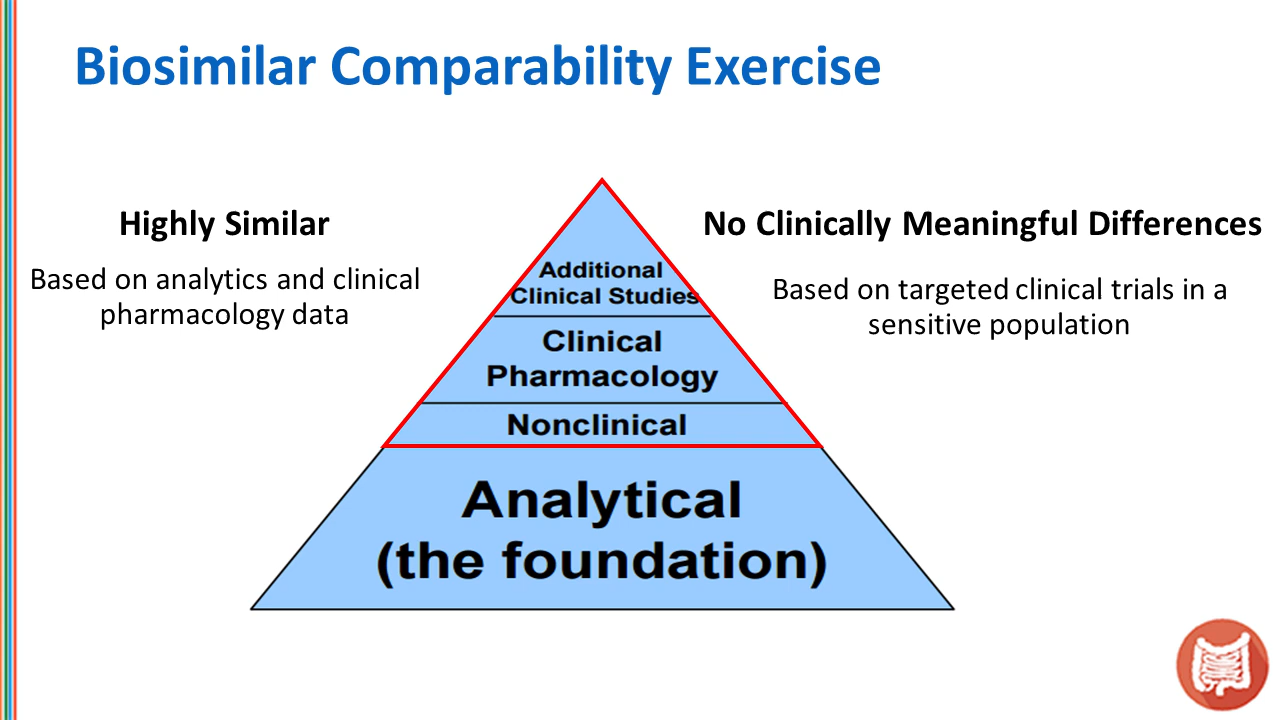 Biosimilar Comparability Exercise
Highly Similar
Based on analytics and clinical
pharmacology data
No Clinically Meaningful Differences
Based on targeted clinical trials in a
sensitive population
Additional
Clinical Studies
Clinical
Pharmacology
Nonclinical
Analytical
(the foundation)